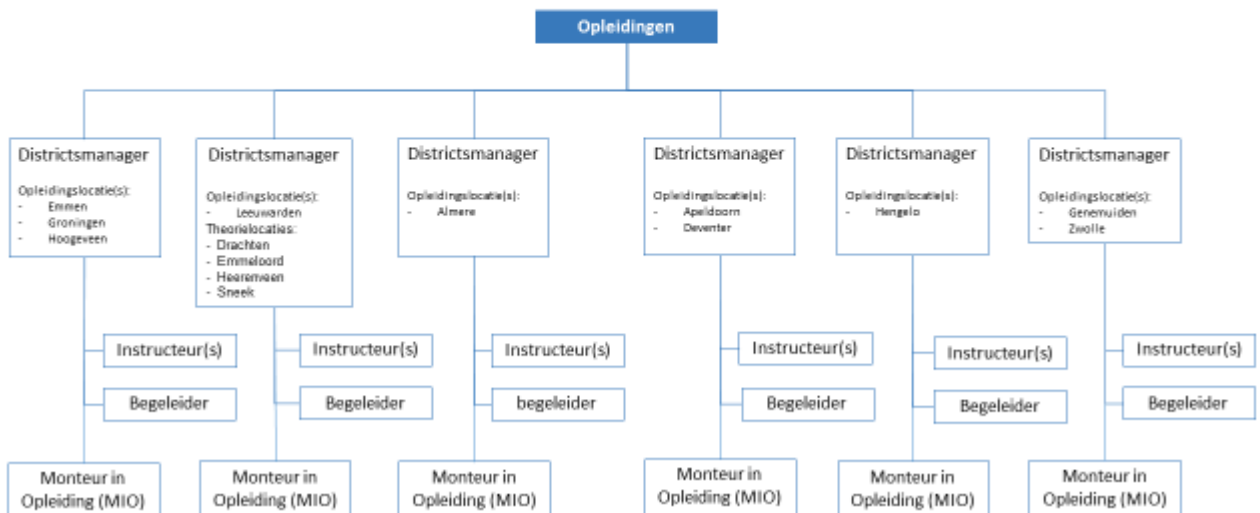 Opleidingen
Districtsmanager
Opleidingslocatie(s):
- Emmen
- Groningen
- Hoogeveen
Districtsmanager
Opleidingslocatie(s):
- Leeuwarden
Theorielocaties:
- Drachten
- Emmeloord
- Heerenveen
- Sneek
Districtsmanager
Opleidingslocatie(s):
- Almere
Districtsmanager
Opleidingslocatie(s):
- Apeldoorn
- Deventer
Districtsmanager
Opleidingslocatie(s):
- Hengelo
Districtsmanager
Opleidingslocatie(s):
- Genemuiden
- Zwolle
Instructeur(s)
Instructeur(s)
Instructeur(s)
Instructeur(s)
Instructeur(s)
Instructeur(s)
Begeleider
Begeleider
begeleider
Begeleider
Begeleider
Begeleider
Monteur in
Opleiding (MIO)
Monteur in
Opleiding (MIO)
Monteur in
Opleiding (MIO)
Monteur in
Opleiding (MIO)
Monteur in
Opleiding (MIO)
Monteur in
Opleiding (MIO)